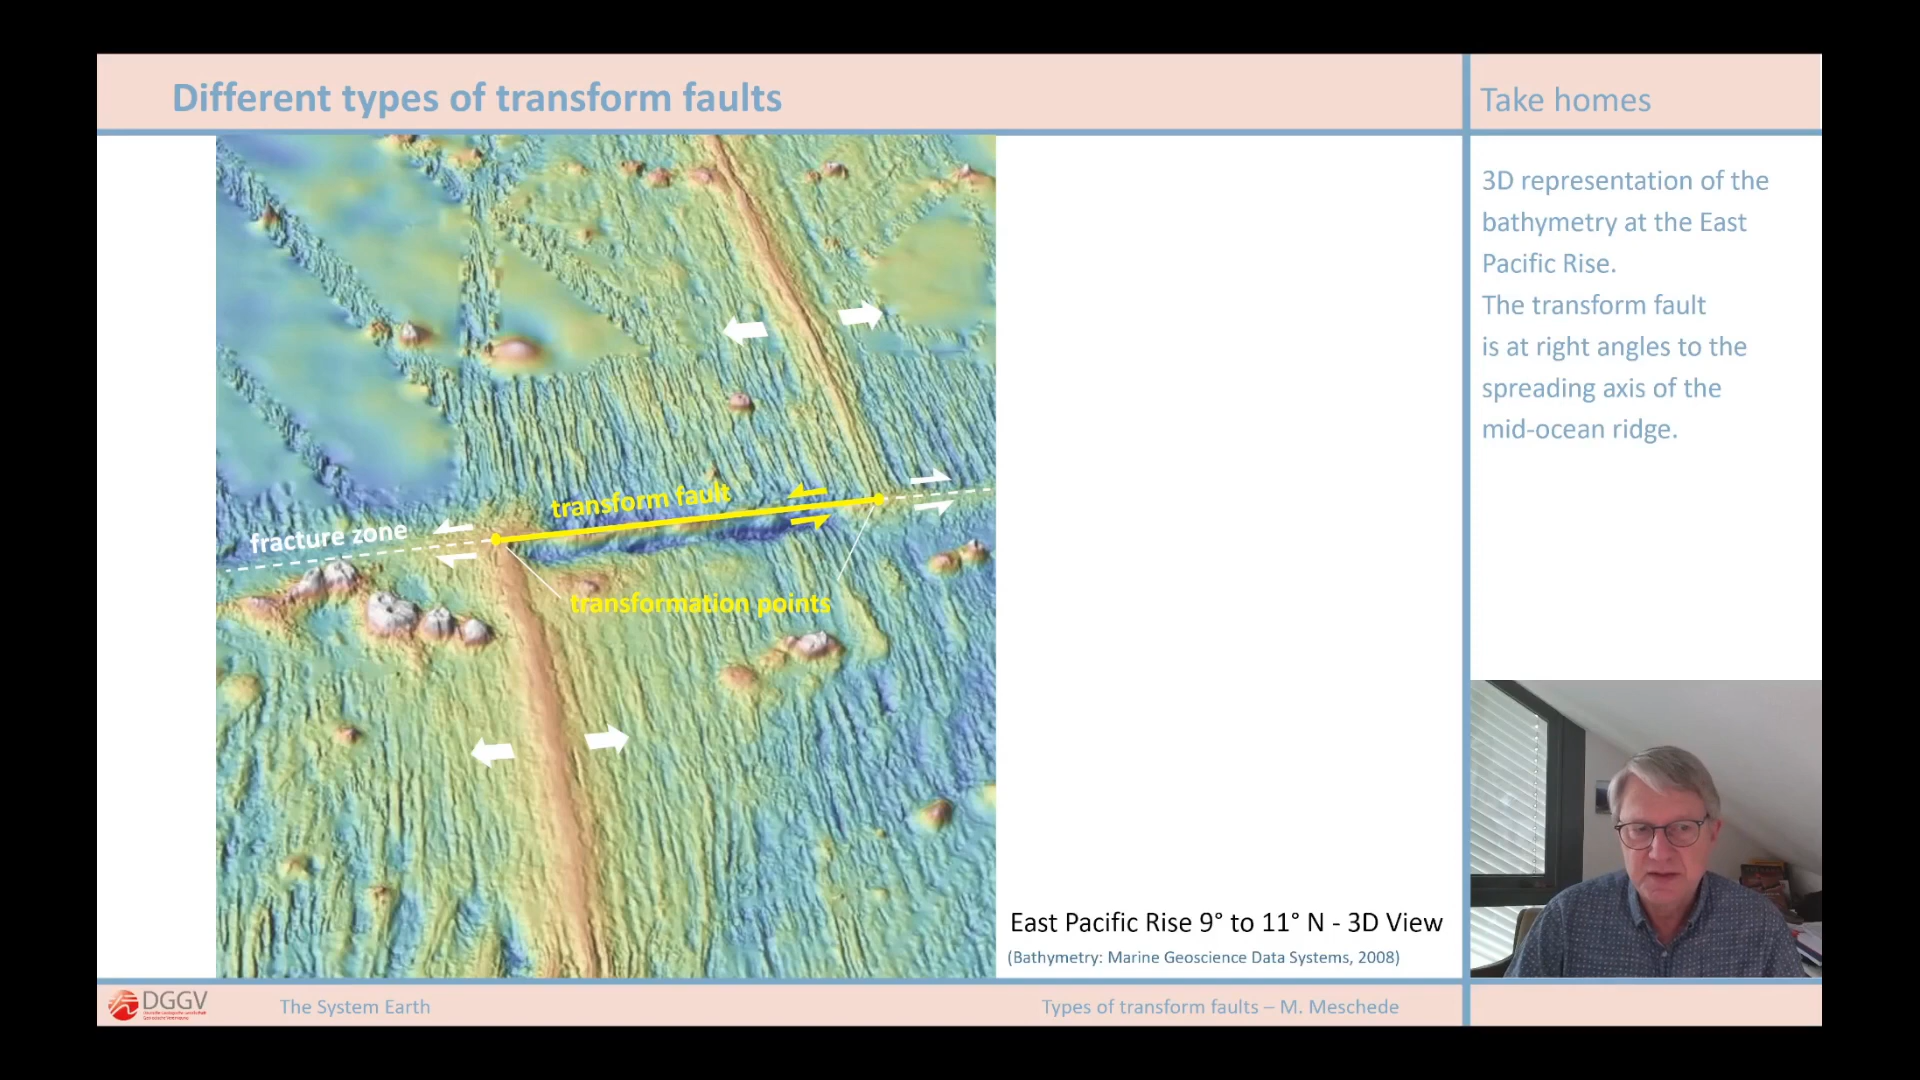 Different types of transform faults
Take homes
3D representation of the
bathymetry at the East
Pacific Rise.
The transform fault
is at right angles to the
spreading axis of the
mid-ocean ridge.
transform fault
fracture zone
transformation points
East Pacific Rise 9° to 11° N - 3D View
(Bathymetry: Marine Geoscience Data Systems, 2008)
DGGV
The System Earth
Types of transform faults – M. Meschede